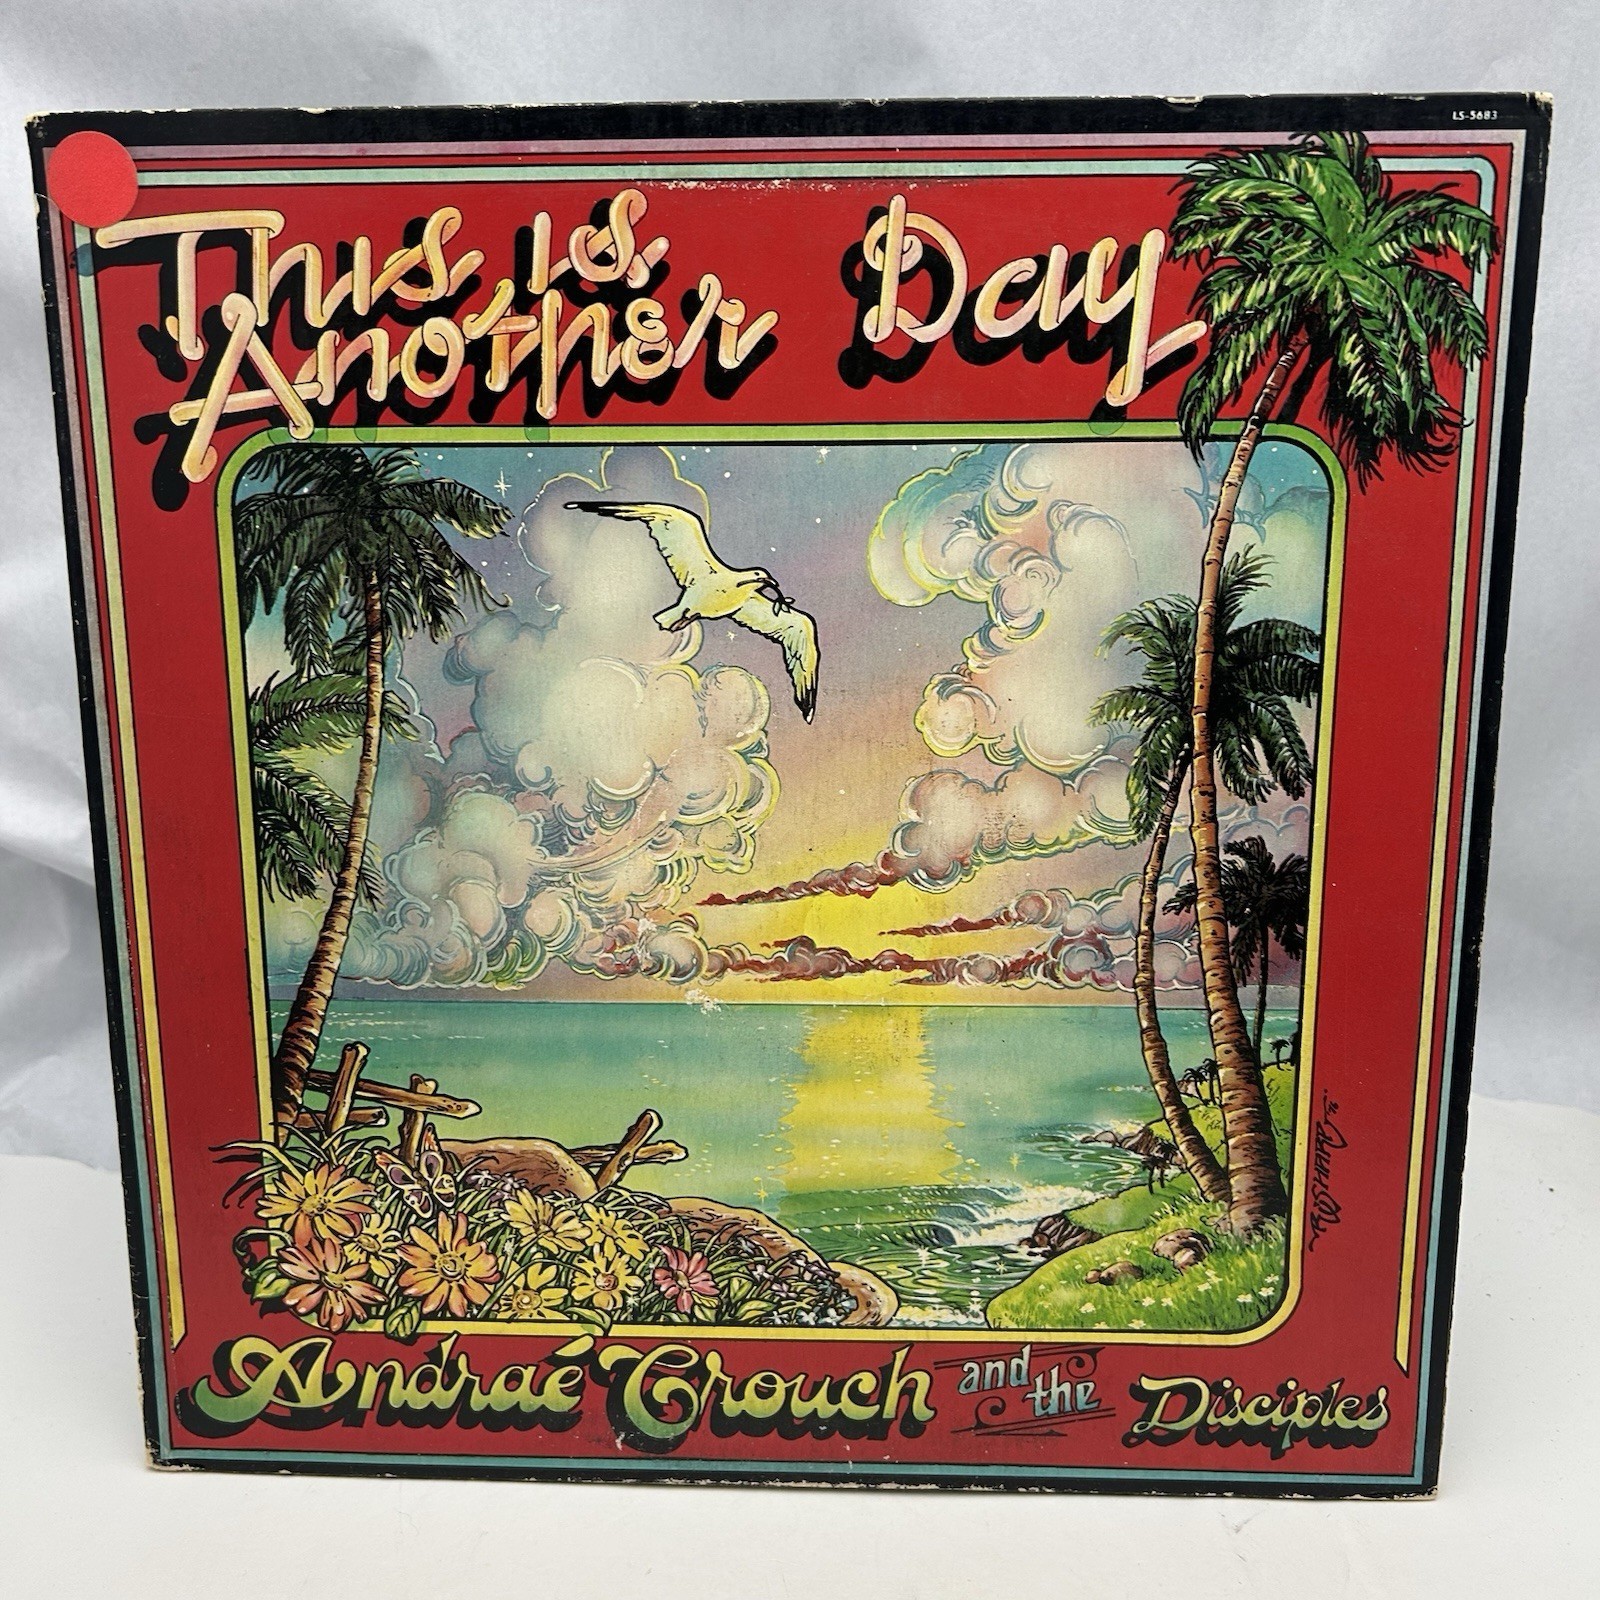 LS-5683
This is
Another Day
Andraé Crouch and the Disciples